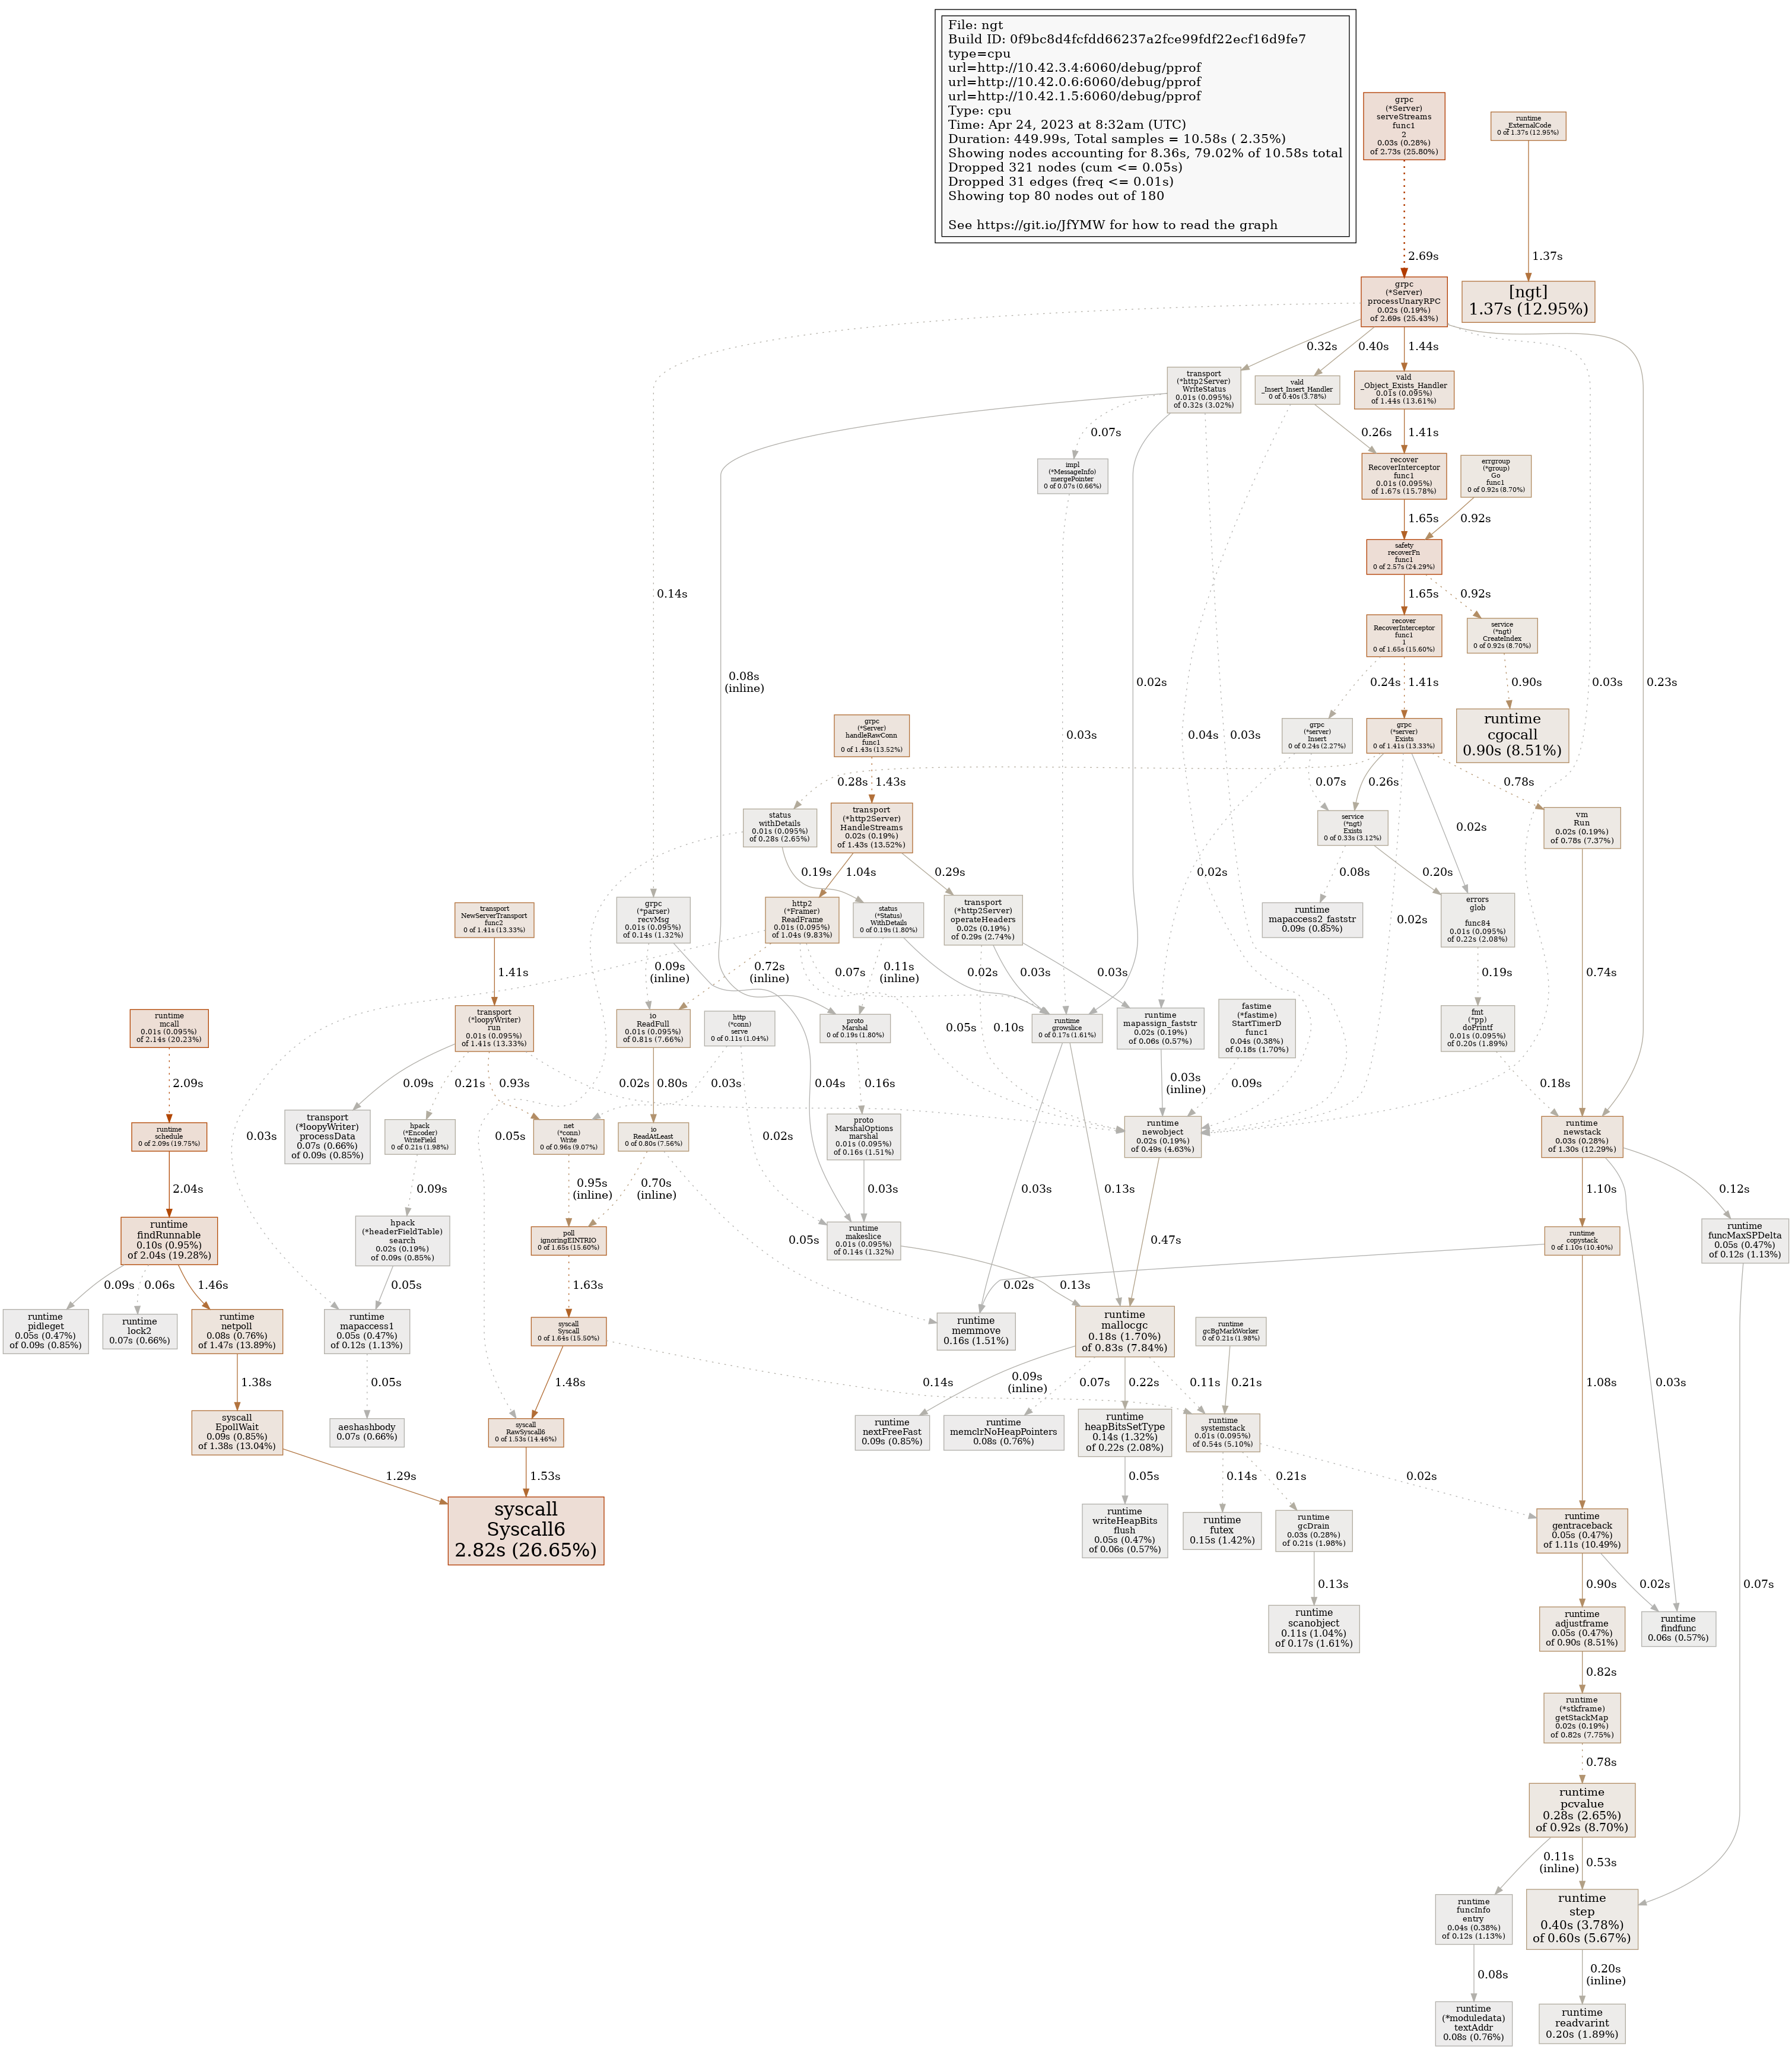 File: ngt
Build ID: 0f9bc8d4fcfdd66237a2fce99fdf22ecf16d9fe7
type=cpu
url=http://10.42.3.4:6060/debug/pprof
url=http://10.42.0.6:6060/debug/pprof
url=http://10.42.1.5:6060/debug/pprof
Type: cpu
Time: Apr 24, 2023 at 8:32am (UTC)
Duration: 449.99s, Total samples = 10.58s ( 2.35%)
Showing nodes accounting for 8.36s, 79.02% of 10.58s total
Dropped 321 nodes (cum <= 0.05s)
Dropped 31 edges (freq <= 0.01s)
Showing top 80 nodes out of 180
See https://git.io/JfYMW for how to read the graph
grpc
(*Server)
serveStreams
func1
2
0.03s (0.28%)
of 2.73s (25.80%)
runtime
_ExternalCode
0 of 1.37s (12.95%)
2.69s
1.37s
grpc
(*Server)
processUnaryRPC
0.02s (0.19%)
of 2.69s (25.43%)
[ngt]
1.37s (12.95%)
0.32s
0.40s
1.44s
transport
(*http2Server)
WriteStatus
0.01s (0.095%)
of 0.32s (3.02%)
vald
_Insert_Insert_Handler
0 of 0.40s (3.78%)
vald
_Object_Exists_Handler
0.01s (0.095%)
of 1.44s (13.61%)
0.07s
0.26s
1.41s
impl
(*MessageInfo)
mergePointer
0 of 0.07s (0.66%)
recover
RecoverInterceptor
func1
0.01s (0.095%)
of 1.67s (15.78%)
errgroup
(*group)
Go
func1
0 of 0.92s (8.70%)
1.65s
0.92s
safety
recoverFn
func1
0 of 2.57s (24.29%)
0.14s
1.65s
0.92s
recover
RecoverInterceptor
func1
1
0 of 1.65s (15.60%)
service
(*ngt)
CreateIndex
0 of 0.92s (8.70%)
0.08s
(inline)
0.02s
0.24s
1.41s
0.90s
0.03s
0.23s
grpc
(*Server)
handleRawConn
func1
0 of 1.43s (13.52%)
0.03s
0.04s
0.03s
grpc
(*server)
Insert
0 of 0.24s (2.27%)
grpc
(*server)
Exists
0 of 1.41s (13.33%)
runtime
cgocall
0.90s (8.51%)
0.28s
1.43s
0.07s
0.26s
0.78s
status
withDetails
0.01s (0.095%)
of 0.28s (2.65%)
transport
(*http2Server)
HandleStreams
0.02s (0.19%)
of 1.43s (13.52%)
service
(*ngt)
Exists
0 of 0.33s (3.12%)
0.02s
vm
Run
0.02s (0.19%)
of 0.78s (7.37%)
0.19s
1.04s
0.29s
0.02s
0.08s
0.20s
transport
NewServerTransport
func2
0 of 1.41s (13.33%)
grpc
(*parser)
recvMsg
0.01s (0.095%)
of 0.14s (1.32%)
http2
(*Framer)
ReadFrame
0.01s (0.095%)
of 1.04s (9.83%)
status
(*Status)
WithDetails
0 of 0.19s (1.80%)
transport
(*http2Server)
operateHeaders
0.02s (0.19%)
of 0.29s (2.74%)
runtime
mapaccess2_faststr
0.09s (0.85%)
0.02s
errors
glob

func84
0.01s (0.095%)
of 0.22s (2.08%)
1.41s
0.09s
(inline)
0.72s
(inline)
0.07s
0.11s
(inline)
0.02s
0.03s
0.03s
0.19s
0.74s
runtime
mcall
0.01s (0.095%)
of 2.14s (20.23%)
transport
(*loopyWriter)
run
0.01s (0.095%)
of 1.41s (13.33%)
io
ReadFull
0.01s (0.095%)
of 0.81s (7.66%)
http
(*conn)
serve
0 of 0.11s (1.04%)
proto
Marshal
0 of 0.19s (1.80%)
0.05s
0.10s
runtime
growslice
0 of 0.17s (1.61%)
runtime
mapassign_faststr
0.02s (0.19%)
of 0.06s (0.57%)
fastime
(*fastime)
StartTimerD
func1
0.04s (0.38%)
of 0.18s (1.70%)
fmt
(*pp)
doPrintf
0.01s (0.095%)
of 0.20s (1.89%)
2.09s
0.03s
0.09s
0.21s
0.93s
0.05s
0.02s
0.80s
0.03s
0.02s
0.04s
0.16s
0.03s
(inline)
0.09s
0.18s
runtime
schedule
0 of 2.09s (19.75%)
transport
(*loopyWriter)
processData
0.07s (0.66%)
of 0.09s (0.85%)
hpack
(*Encoder)
WriteField
0 of 0.21s (1.98%)
net
(*conn)
Write
0 of 0.96s (9.07%)
io
ReadAtLeast
0 of 0.80s (7.56%)
proto
MarshalOptions
marshal
0.01s (0.095%)
of 0.16s (1.51%)
runtime
newobject
0.02s (0.19%)
of 0.49s (4.63%)
runtime
newstack
0.03s (0.28%)
of 1.30s (12.29%)
2.04s
0.09s
0.95s
(inline)
0.70s
(inline)
0.03s
0.03s
0.13s
1.10s
0.12s
runtime
findRunnable
0.10s (0.95%)
of 2.04s (19.28%)
hpack
(*headerFieldTable)
search
0.02s (0.19%)
of 0.09s (0.85%)
poll
ignoringEINTRIO
0 of 1.65s (15.60%)
0.05s
runtime
makeslice
0.01s (0.095%)
of 0.14s (1.32%)
0.47s
runtime
copystack
0 of 1.10s (10.40%)
runtime
funcMaxSPDelta
0.05s (0.47%)
of 0.12s (1.13%)
0.09s
0.06s
1.46s
0.05s
1.63s
0.02s
0.13s
runtime
pidleget
0.05s (0.47%)
of 0.09s (0.85%)
runtime
lock2
0.07s (0.66%)
runtime
netpoll
0.08s (0.76%)
of 1.47s (13.89%)
runtime
mapaccess1
0.05s (0.47%)
of 0.12s (1.13%)
syscall
Syscall
0 of 1.64s (15.50%)
runtime
memmove
0.16s (1.51%)
runtime
mallocgc
0.18s (1.70%)
of 0.83s (7.84%)
runtime
gcBgMarkWorker
0 of 0.21s (1.98%)
1.38s
0.05s
1.48s
0.14s
0.09s
(inline)
0.07s
0.22s
0.11s
0.21s
1.08s
0.03s
syscall
EpollWait
0.09s (0.85%)
of 1.38s (13.04%)
aeshashbody
0.07s (0.66%)
syscall
RawSyscall6
0 of 1.53s (14.46%)
runtime
nextFreeFast
0.09s (0.85%)
runtime
memclrNoHeapPointers
0.08s (0.76%)
runtime
heapBitsSetType
0.14s (1.32%)
of 0.22s (2.08%)
runtime
systemstack
0.01s (0.095%)
of 0.54s (5.10%)
1.29s
1.53s
0.05s
0.14s
0.21s
0.02s
syscall
Syscall6
2.82s (26.65%)
runtime
writeHeapBits
flush
0.05s (0.47%)
of 0.06s (0.57%)
runtime
futex
0.15s (1.42%)
runtime
gcDrain
0.03s (0.28%)
of 0.21s (1.98%)
runtime
gentraceback
0.05s (0.47%)
of 1.11s (10.49%)
0.13s
0.90s
0.02s
0.07s
runtime
scanobject
0.11s (1.04%)
of 0.17s (1.61%)
runtime
adjustframe
0.05s (0.47%)
of 0.90s (8.51%)
runtime
findfunc
0.06s (0.57%)
0.82s
runtime
(*stkframe)
getStackMap
0.02s (0.19%)
of 0.82s (7.75%)
0.78s
runtime
pcvalue
0.28s (2.65%)
of 0.92s (8.70%)
0.11s
(inline)
0.53s
runtime
funcInfo
entry
0.04s (0.38%)
of 0.12s (1.13%)
runtime
step
0.40s (3.78%)
of 0.60s (5.67%)
0.08s
0.20s
(inline)
runtime
(*moduledata)
textAddr
0.08s (0.76%)
runtime
readvarint
0.20s (1.89%)